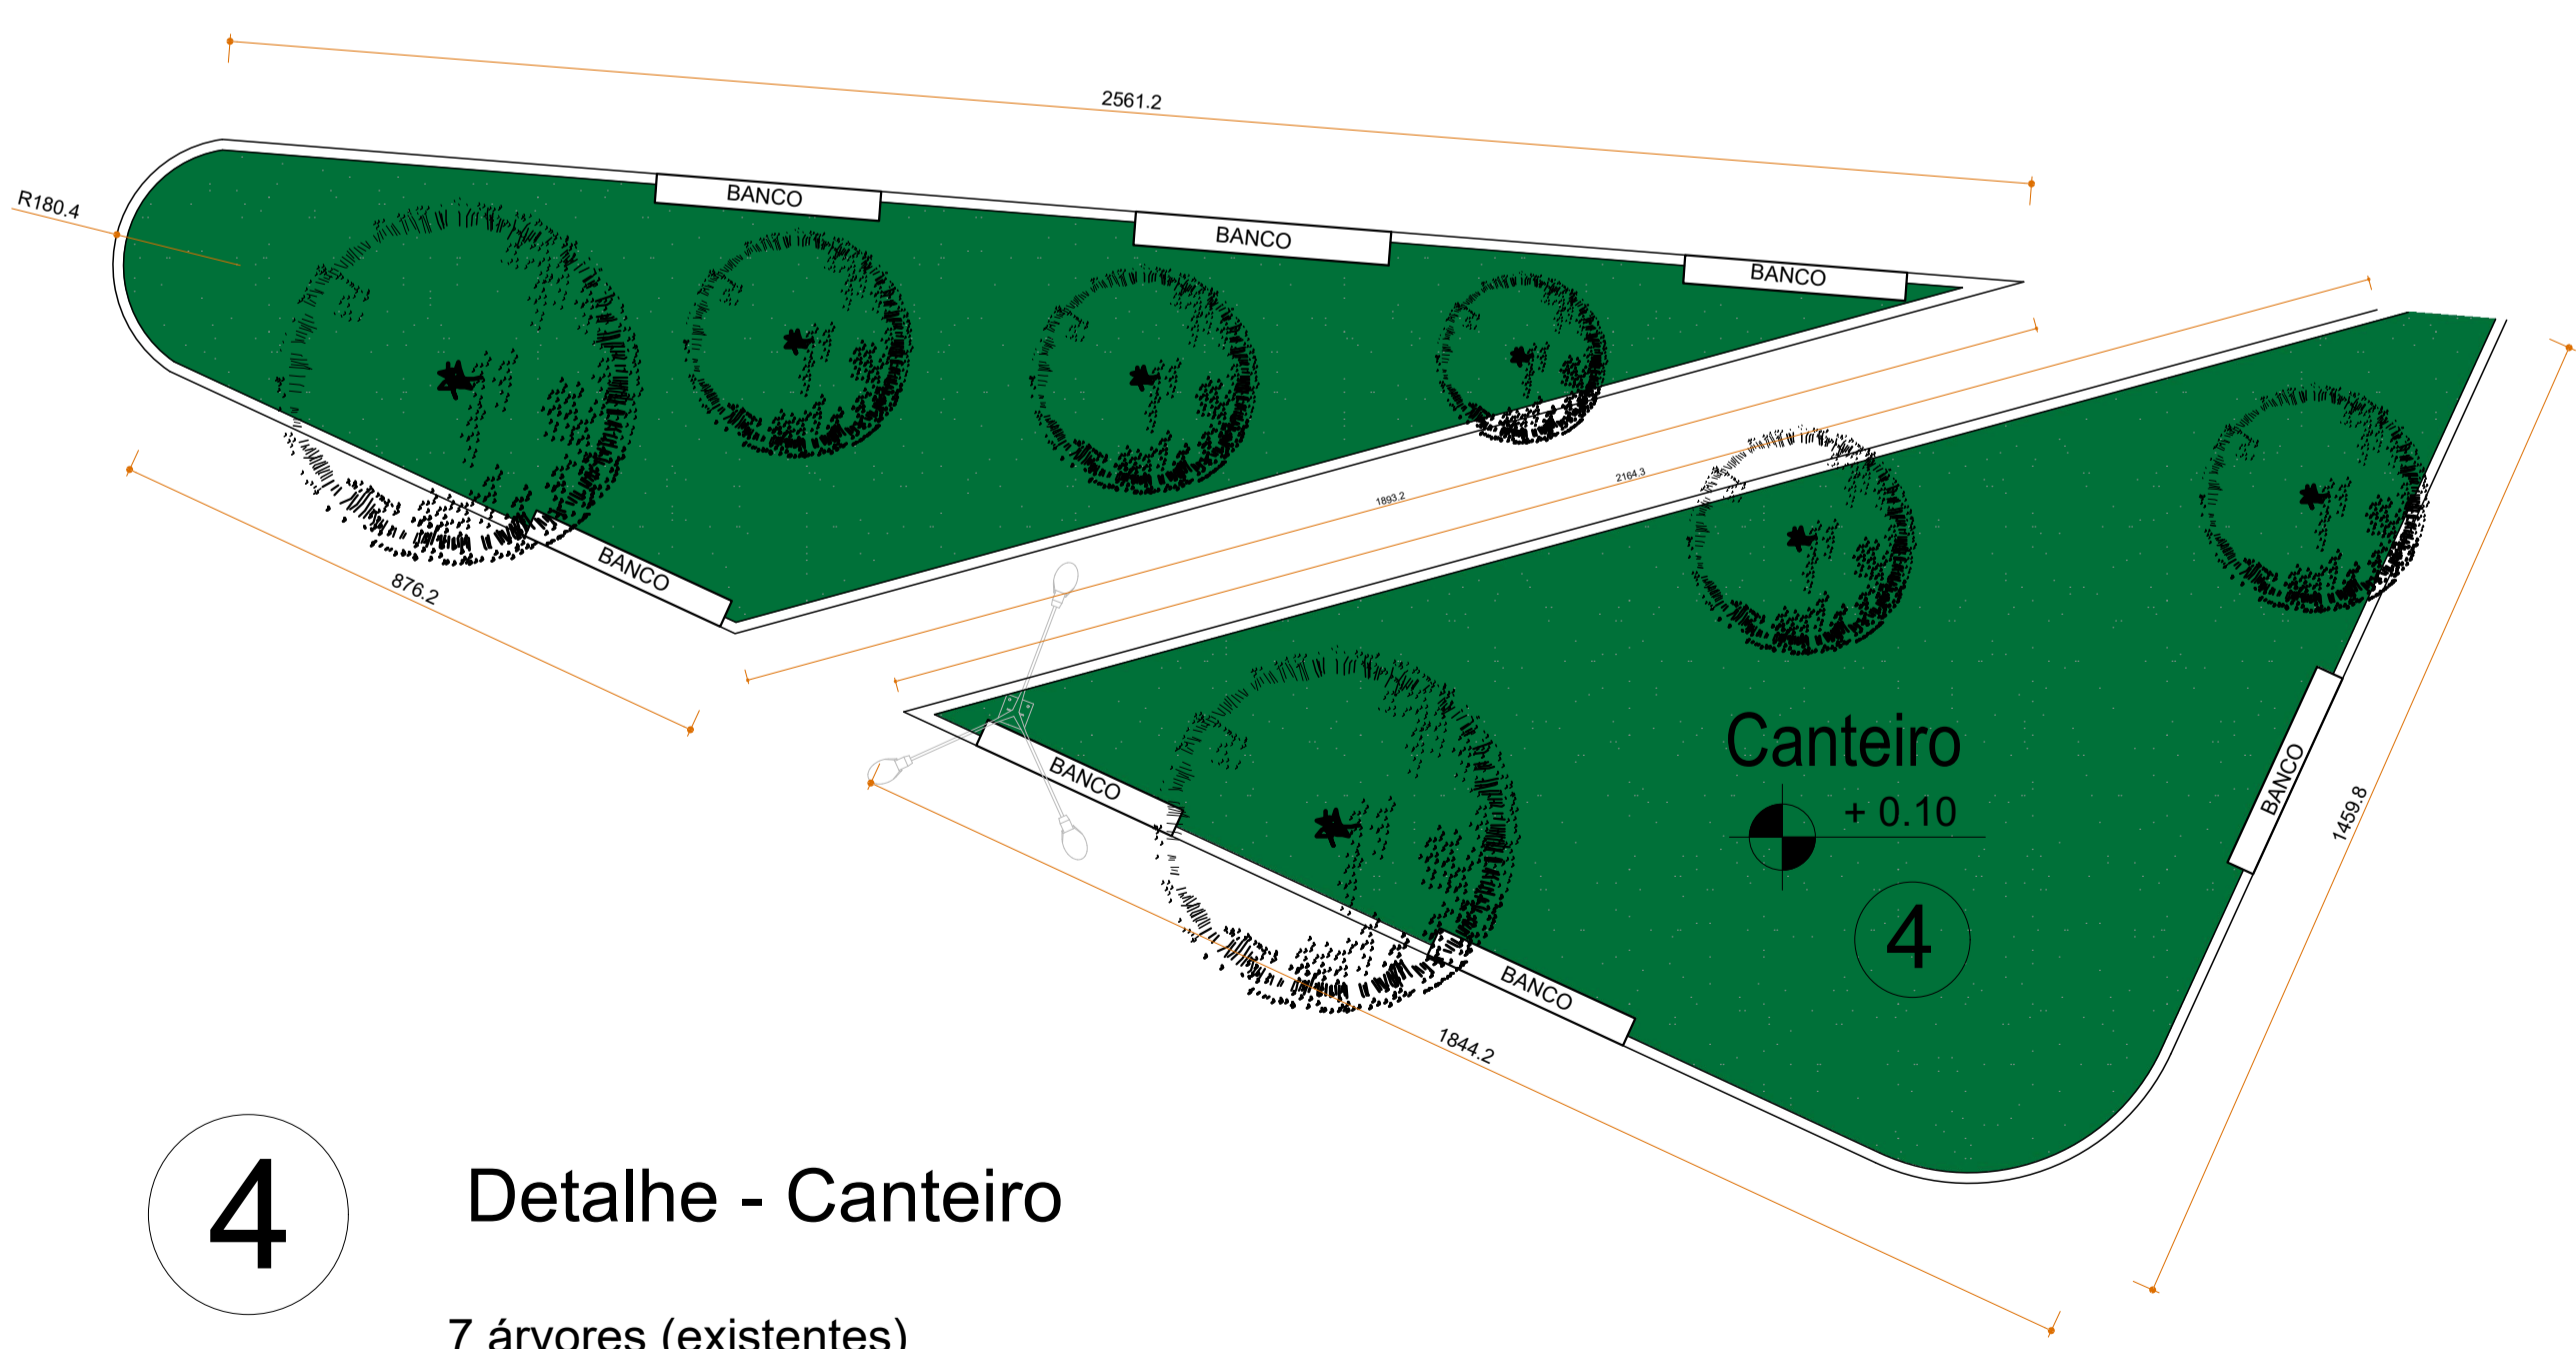 2561.2
R180.4
BANCO
BANCO
BANCO
BANCO
876.2
1893.2
2164.3
BANCO
Canteiro
+ 0.10
4
BANCO
1459.8
BANCO
1844.2
4
Detalhe - Canteiro
7 árvores (existentes)